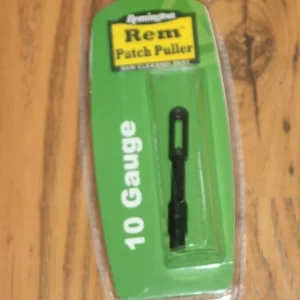 Remington
Rem
Patch Puller
10 Gauge